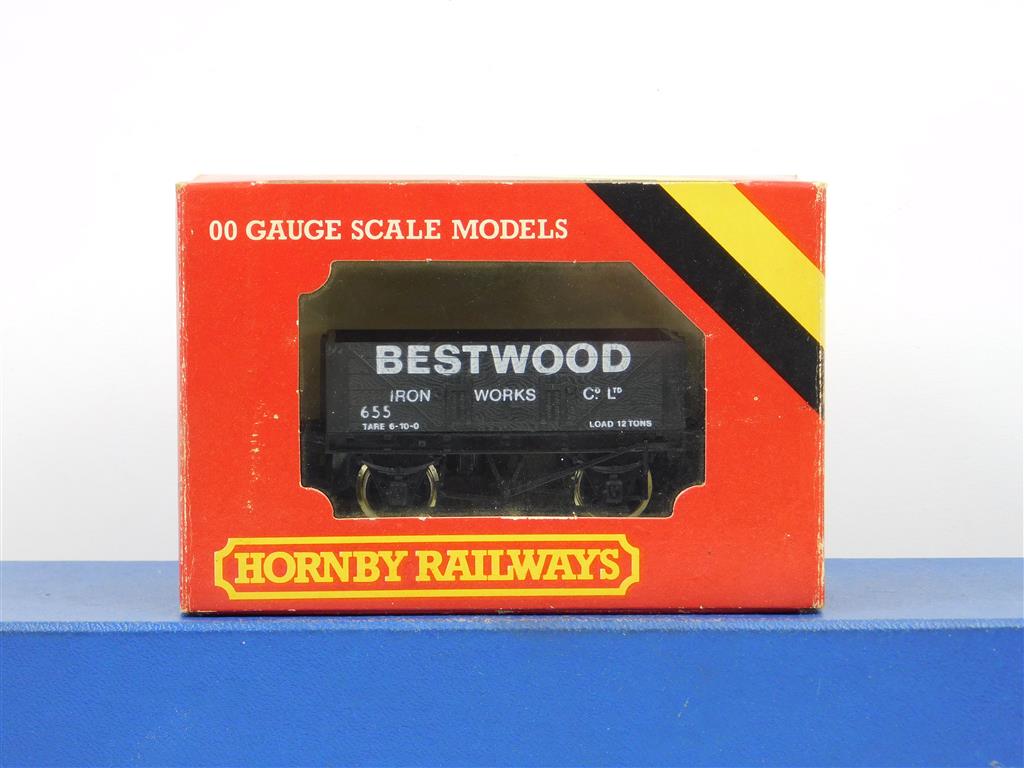 00 GAUGE SCALE MODELS
BESTWOOD
IRON WORKS Cᴼ. Lᵀᴰ
655
TARE 6-10-0 LOAD 12 TONS
HORNBY RAILWAYS